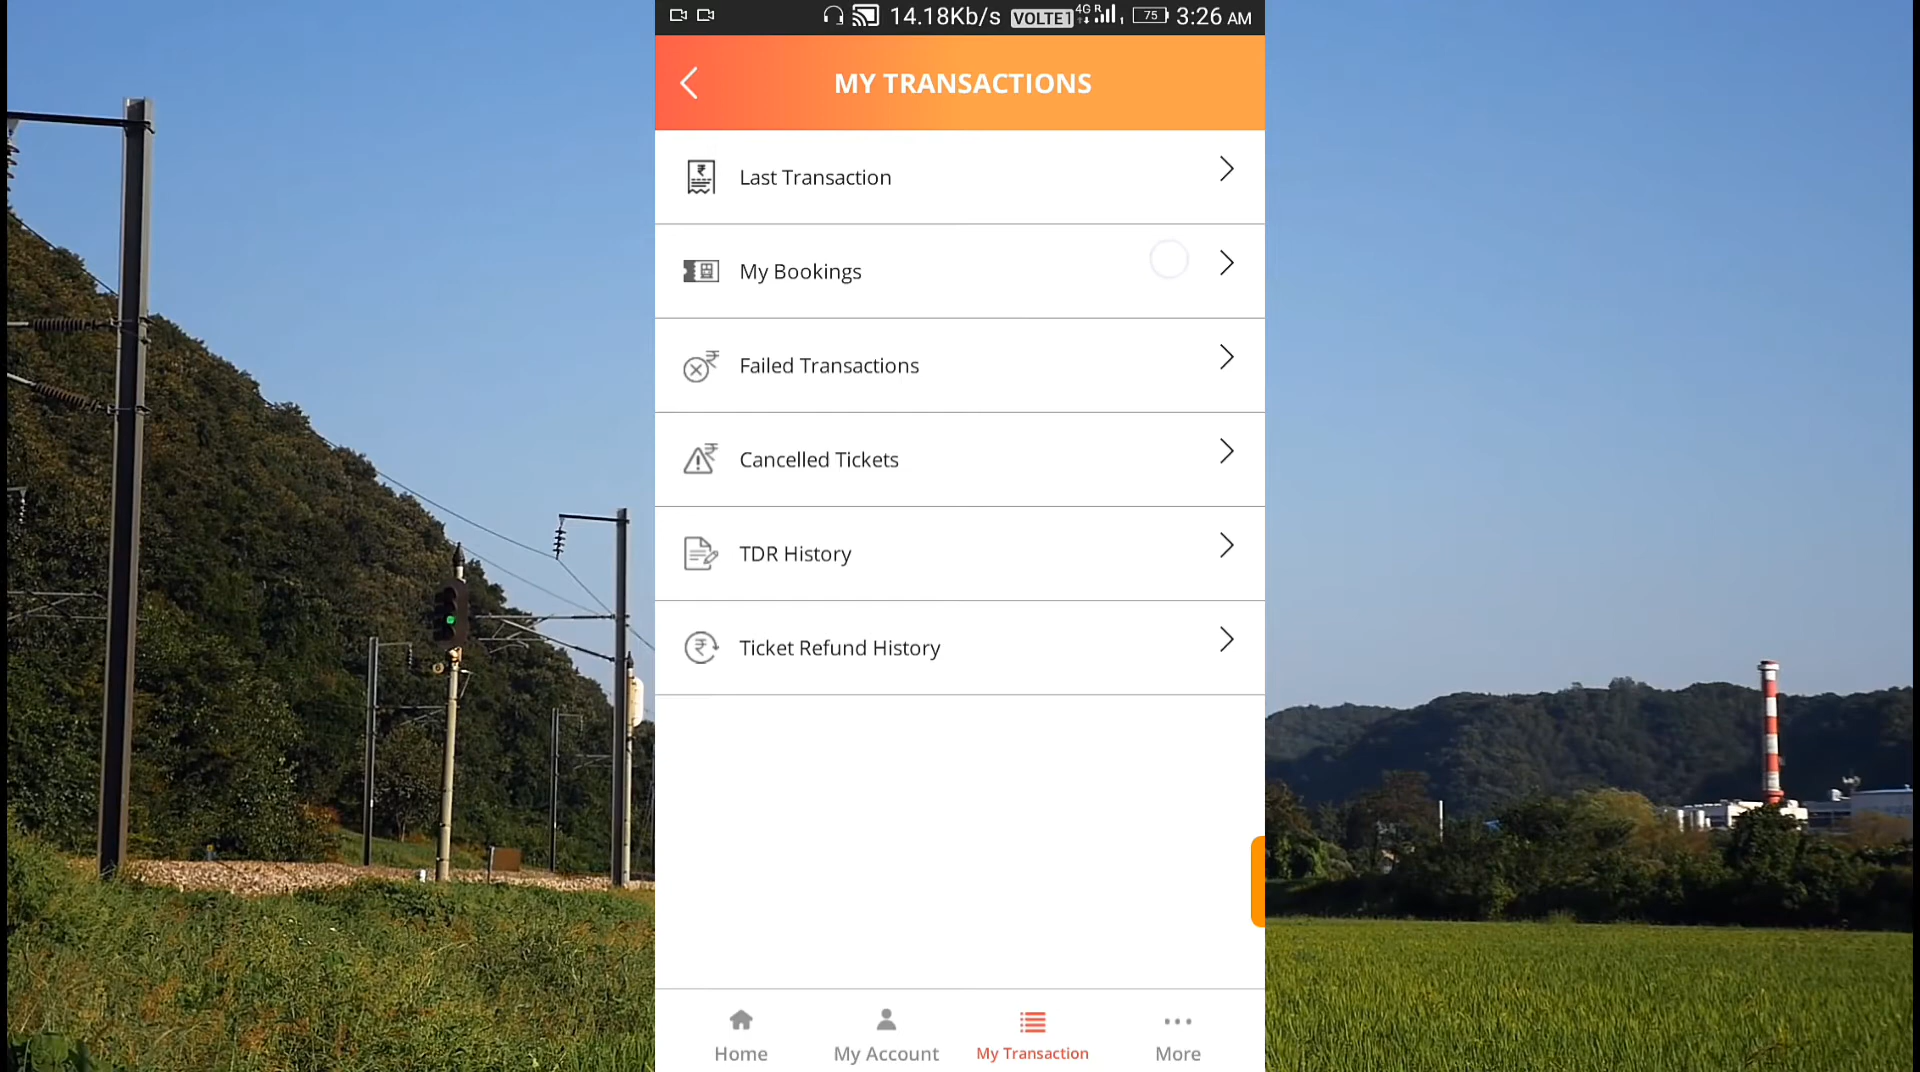 14.18Kb/s VOLTE1 4G R 75 3:26 AM
MY TRANSACTIONS
Last Transaction
My Bookings
Failed Transactions
Cancelled Tickets
TDR History
Ticket Refund History
Home My Account My Transaction More